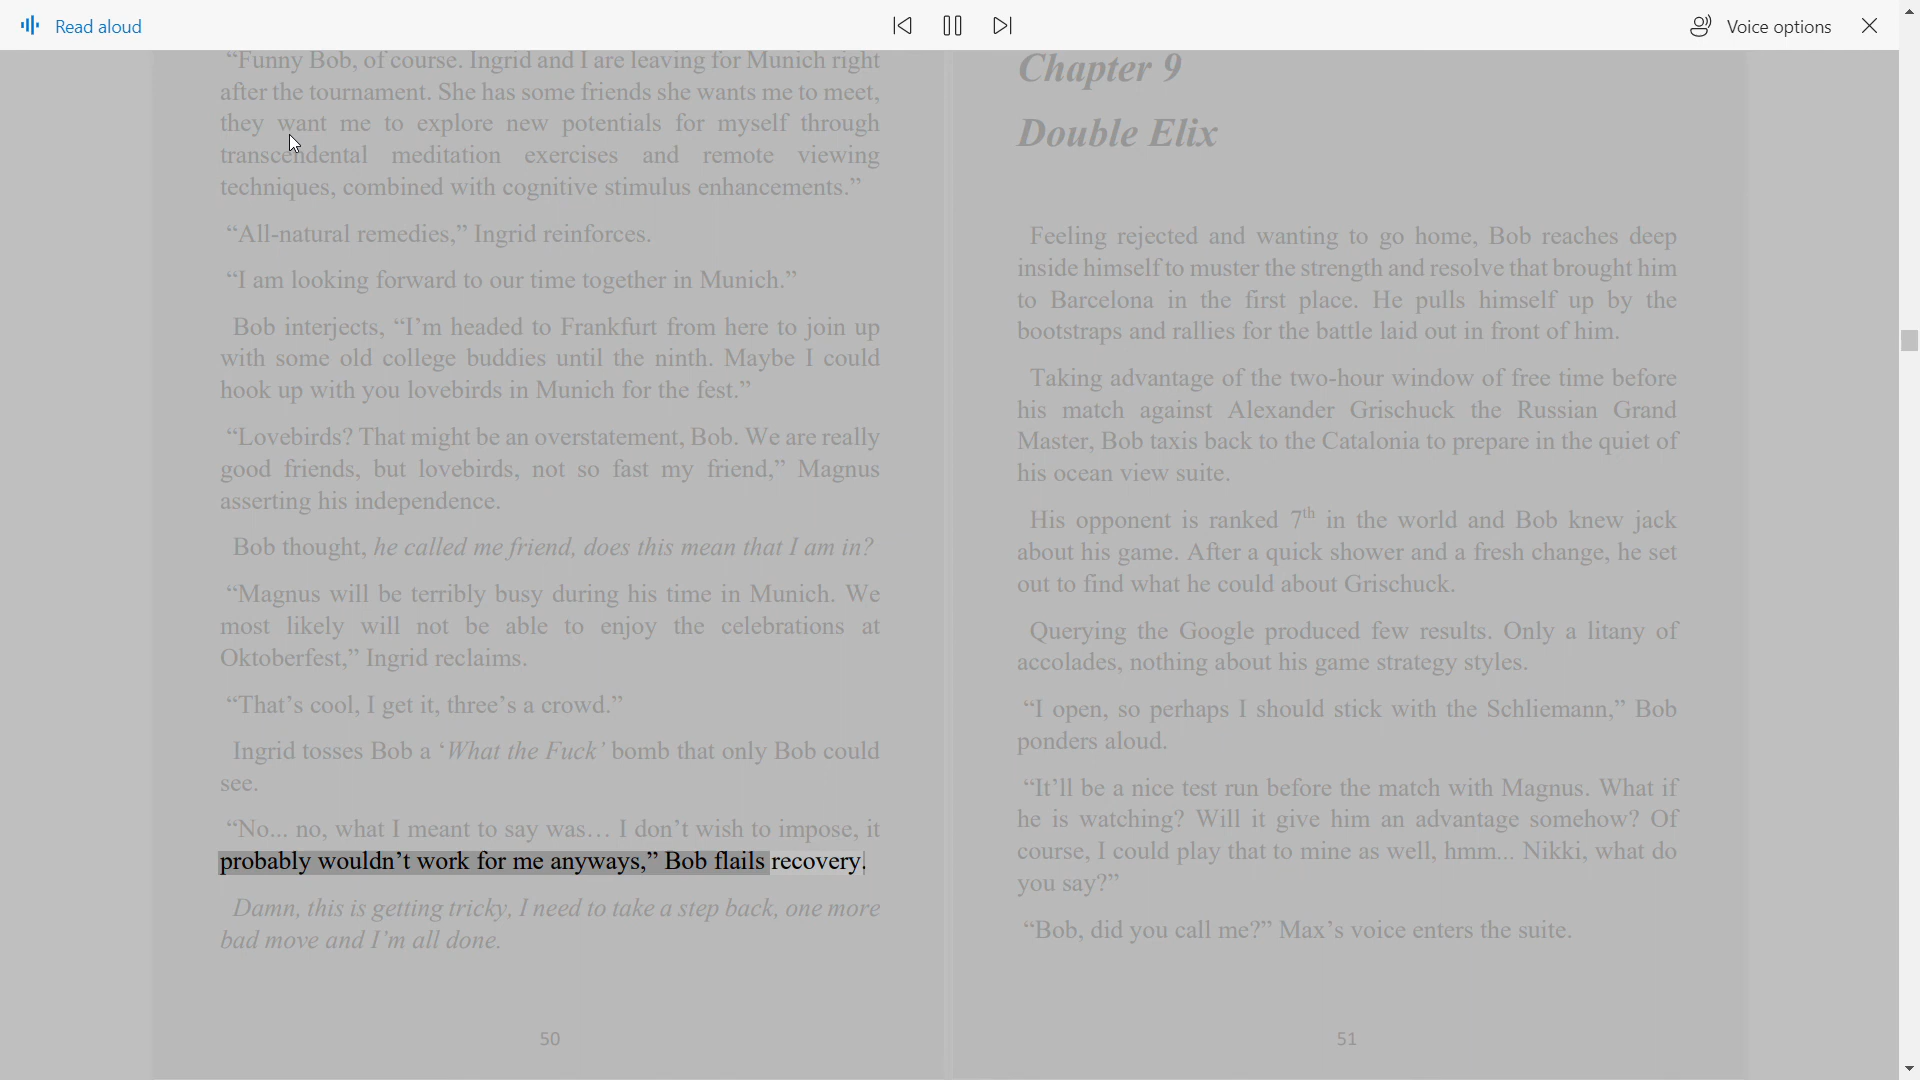 Read aloud
Voice options
“Funny Bob, of course. Ingrid and I are leaving for Munich right
after the tournament. She has some friends she wants me to meet,
they want me to explore new potentials for myself through
transcendental meditation exercises and remote viewing
techniques, combined with cognitive stimulus enhancements.”
“All-natural remedies,” Ingrid reinforces.
“I am looking forward to our time together in Munich.”
Bob interjects, “I’m headed to Frankfurt from here to join up
with some old college buddies until the ninth. Maybe I could
hook up with you lovebirds in Munich for the fest.”
“Lovebirds? That might be an overstatement, Bob. We are really
good friends, but lovebirds, not so fast my friend,” Magnus
asserting his independence.
Bob thought, he called me friend, does this mean that I am in?
“Magnus will be terribly busy during his time in Munich. We
most likely will not be able to enjoy the celebrations at
Oktoberfest,” Ingrid reclaims.
“That’s cool, I get it, three’s a crowd.”
Ingrid tosses Bob a ‘What the Fuck’ bomb that only Bob could
see.
“No... no, what I meant to say was… I don’t wish to impose, it
probably wouldn’t work for me anyways,” Bob flails recovery.
Damn, this is getting tricky, I need to take a step back, one more
bad move and I’m all done.
50
Chapter 9
Double Elix
Feeling rejected and wanting to go home, Bob reaches deep
inside himself to muster the strength and resolve that brought him
to Barcelona in the first place. He pulls himself up by the
bootstraps and rallies for the battle laid out in front of him.
Taking advantage of the two-hour window of free time before
his match against Alexander Grischuck the Russian Grand
Master, Bob taxis back to the Catalonia to prepare in the quiet of
his ocean view suite.
His opponent is ranked 7th in the world and Bob knew jack
about his game. After a quick shower and a fresh change, he set
out to find what he could about Grischuck.
Querying the Google produced few results. Only a litany of
accolades, nothing about his game strategy styles.
“I open, so perhaps I should stick with the Schliemann,” Bob
ponders aloud.
“It’ll be a nice test run before the match with Magnus. What if
he is watching? Will it give him an advantage somehow? Of
course, I could play that to mine as well, hmm... Nikki, what do
you say?”
“Bob, did you call me?” Max’s voice enters the suite.
51